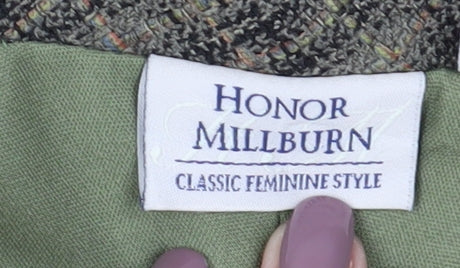 HONOR
MILLBURN
CLASSIC FEMININE STYLE